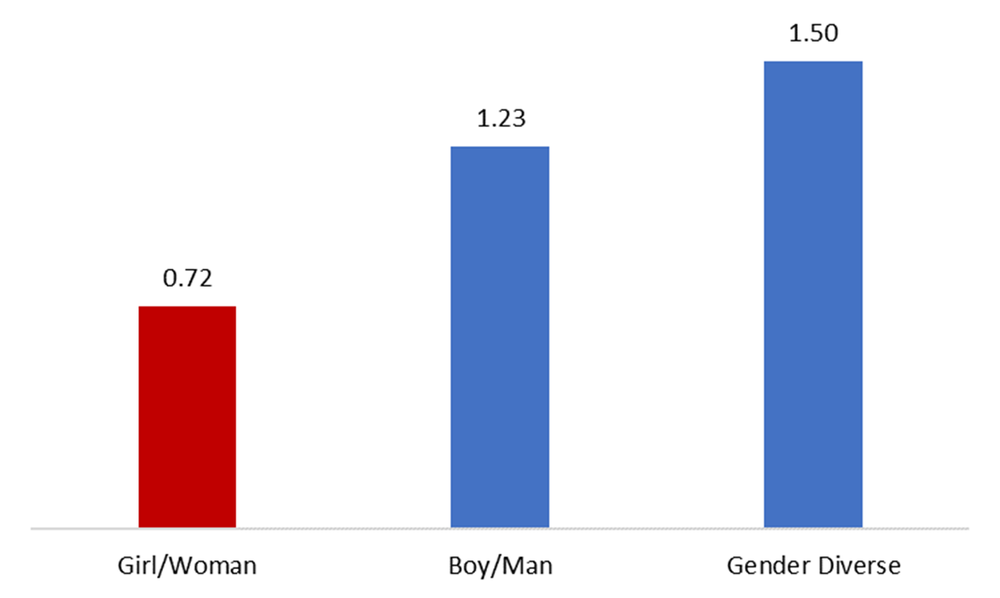 1.50
1.23
0.72
Girl/Woman
Boy/Man
Gender Diverse